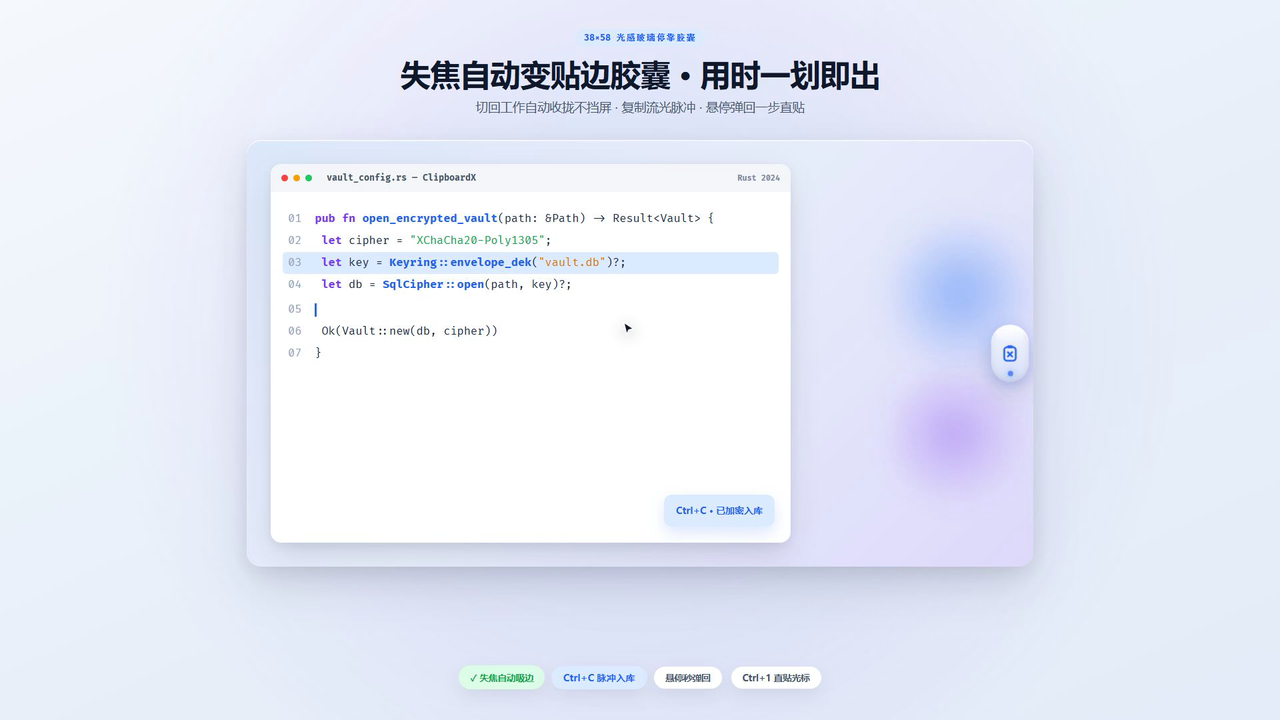 38×58 光感玻璃停靠胶囊
失焦自动变贴边胶囊 • 用时一划即出
切回工作自动收拢不挡屏 · 复制流光脉冲 · 悬停弹回一步直贴
vault_config.rs — ClipboardX
Rust 2024
01 pub fn open_encrypted_vault(path: &Path) -> Result<Vault> {
02 let cipher = "XChaCha20-Poly1305";
03 let key = Keyring::envelope_dek("vault.db")?;
04 let db = SqlCipher::open(path, key)?;
05
06 Ok(Vault::new(db, cipher))
07 }
Ctrl+C • 已加密入库
✓ 失焦自动吸边
Ctrl+C 脉冲入库
悬停秒弹回
Ctrl+1 直贴光标